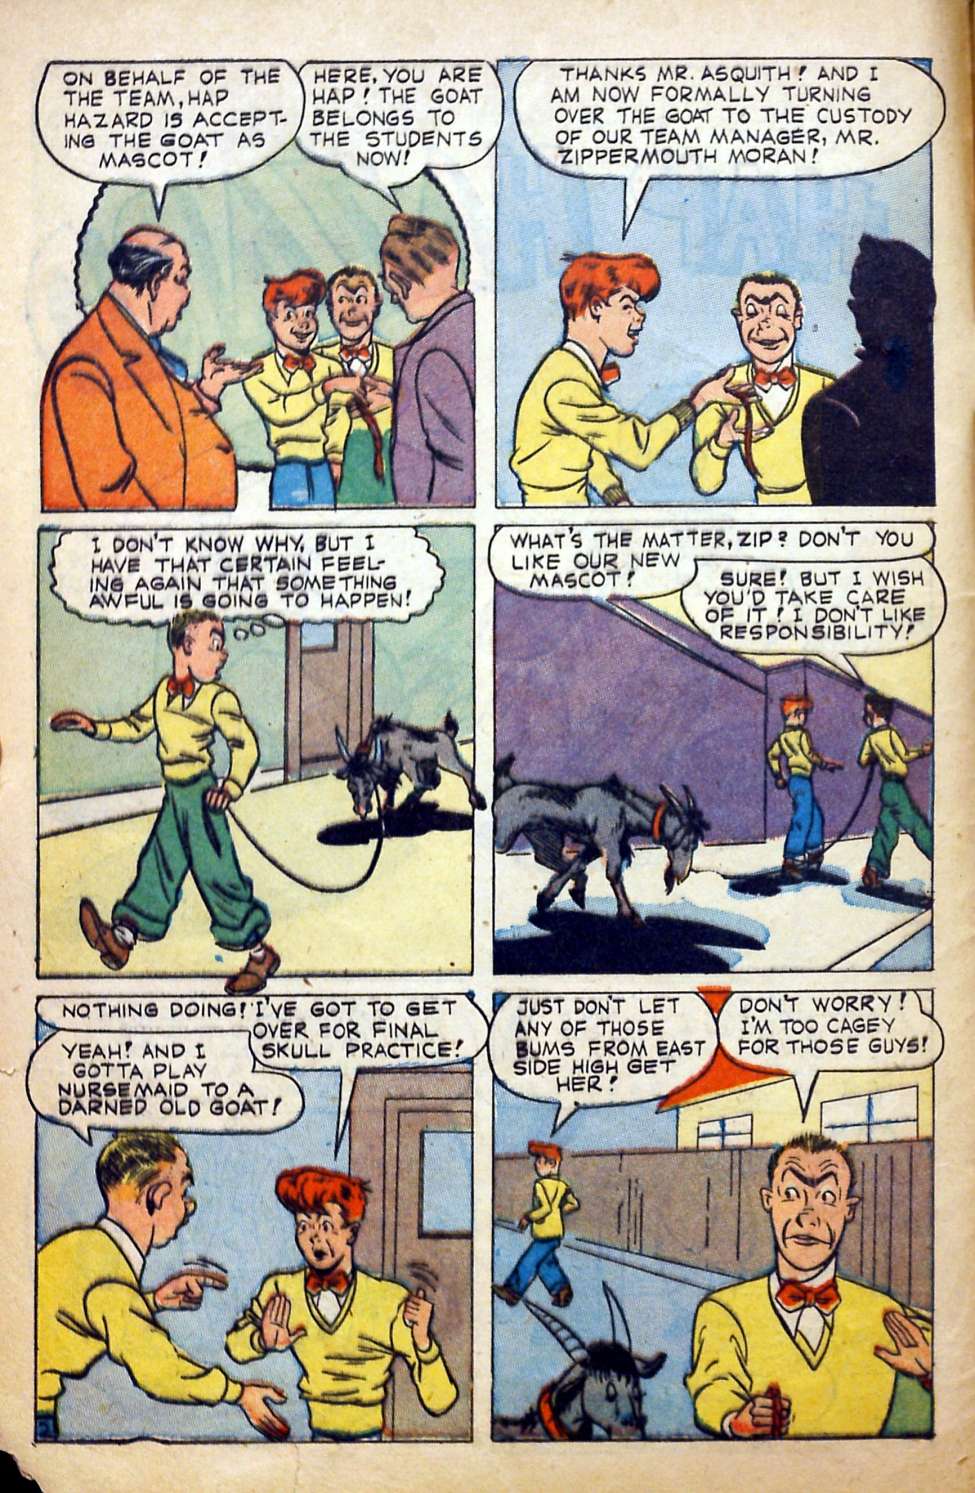 ON BEHALF OF THE
THE TEAM, HAP
HAZARD IS ACCEPT-
ING THE GOAT AS
MASCOT!
HERE, YOU ARE
HAP! THE GOAT
BELONGS TO
THE STUDENTS
NOW!
THANKS MR. ASQUITH! AND I
AM NOW FORMALLY TURNING
OVER THE GOAT TO THE CUSTODY
OF OUR TEAM MANAGER, MR.
ZIPPERMOUTH MORAN!
I DON'T KNOW WHY, BUT I
HAVE THAT CERTAIN FEEL-
ING AGAIN THAT SOMETHING
AWFUL IS GOING TO HAPPEN!
WHAT'S THE MATTER, ZIP? DON'T YOU
LIKE OUR NEW
MASCOT?
SURE! BUT I WISH
YOU'D TAKE CARE
OF IT! I DON'T LIKE
RESPONSIBILITY!
NOTHING DOING! I'VE GOT TO GET
OVER FOR FINAL
SKULL PRACTICE!
YEAH! AND I
GOTTA PLAY
NURSEMAID TO A
DARNED OLD GOAT!
JUST DON'T LET
ANY OF THOSE
BUMS FROM EAST
SIDE HIGH GET
HER!
DON'T WORRY!
I'M TOO CAGEY
FOR THOSE GUYS!